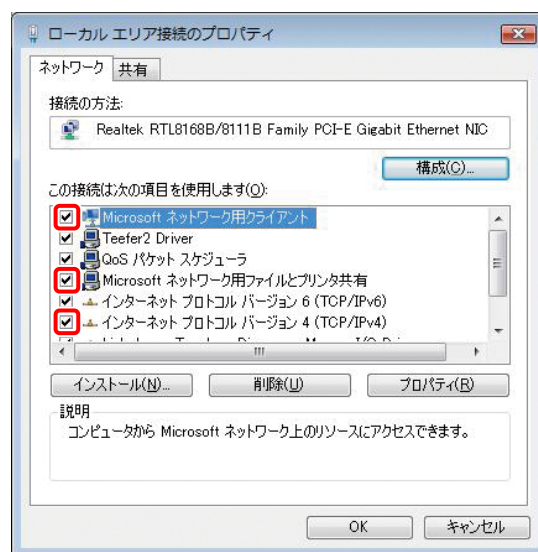 ローカル エリア接続のプロパティ
ネットワーク 共有
接続の方法:
Realtek RTL8168B/8111B Family PCI-E Gigabit Ethernet NIC
構成(C)...
この接続は次の項目を使用します(O):
Microsoft ネットワーク用クライアント
Teefer2 Driver
QoS パケット スケジューラ
Microsoft ネットワーク用ファイルとプリンタ共有
インターネット プロトコル バージョン 6 (TCP/IPv6)
インターネット プロトコル バージョン 4 (TCP/IPv4)
インストール(N)... 削除(U) プロパティ(R)
説明
コンピュータから Microsoft ネットワーク上のリソースにアクセスできます。
OK キャンセル